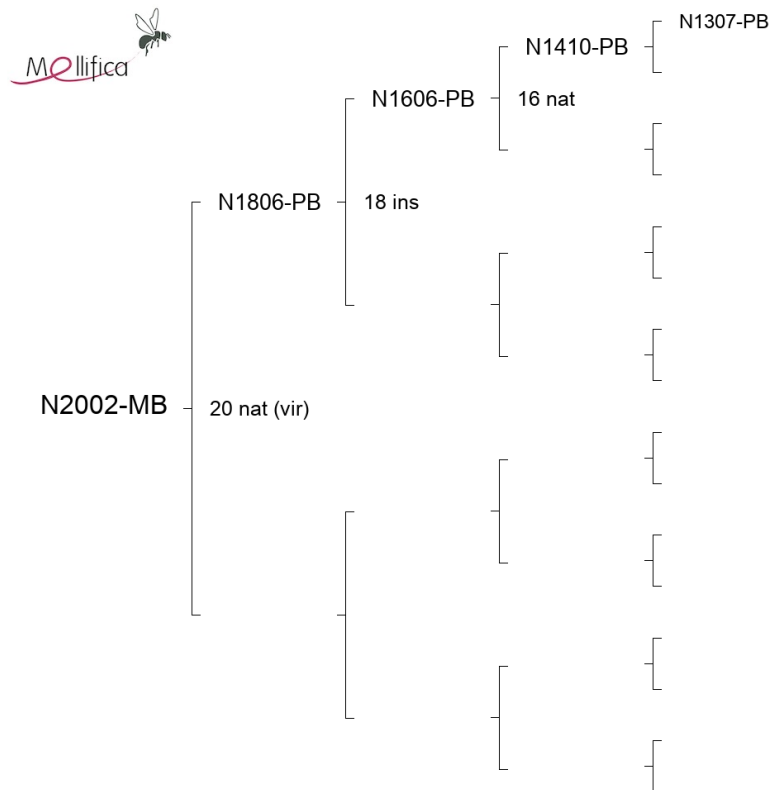 Mellifica
N1307-PB
N1410-PB
N1606-PB
16 nat
N1806-PB
18 ins
N2002-MB
20 nat (vir)